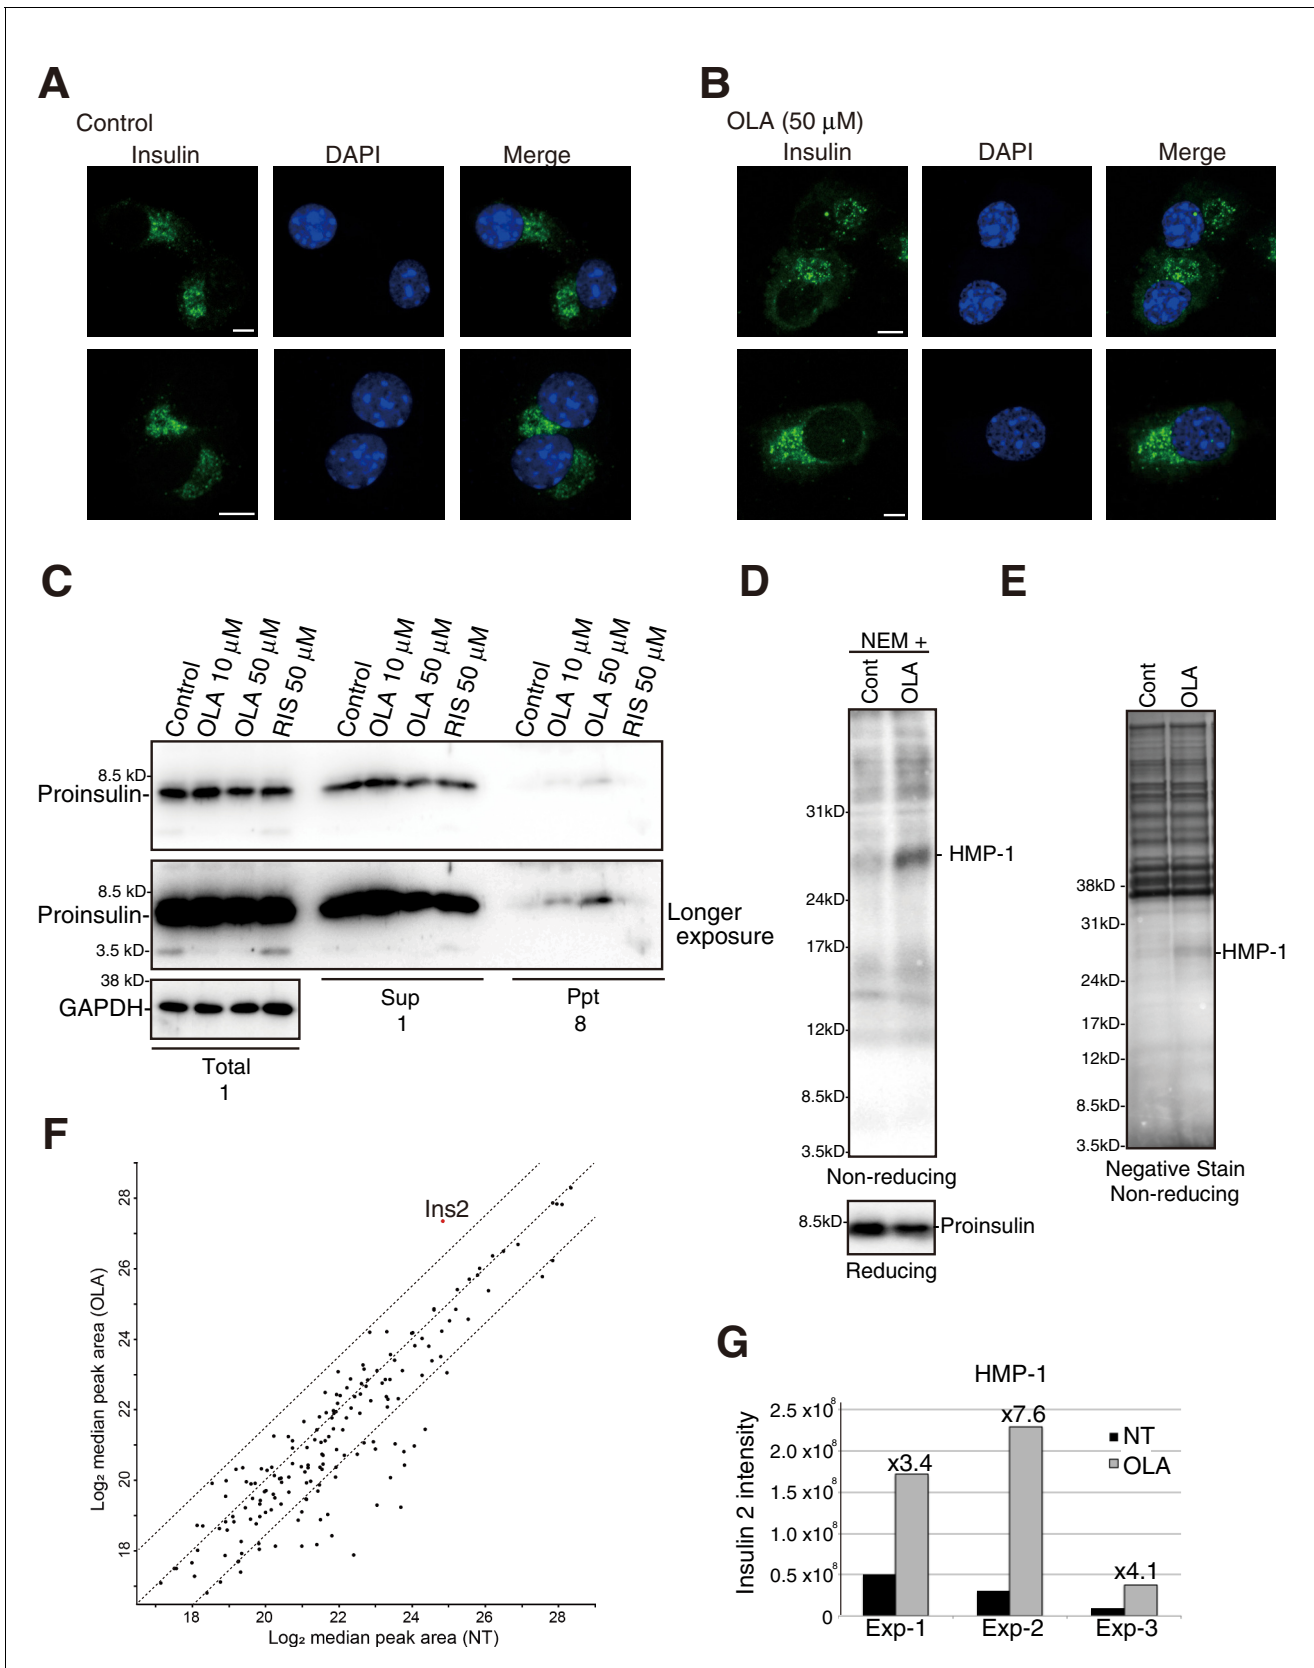 A
Control
Insulin DAPI Merge
B
OLA (50 µM)
Insulin DAPI Merge
C
Control OLA 10 µM OLA 50 µM RIS 50 µM Control OLA 10 µM OLA 50 µM RIS 50 µM Control OLA 10 µM OLA 50 µM RIS 50 µM
8.5 kD-
Proinsulin-
8.5 kD-
Proinsulin-
3.5 kD-
Longer
exposure
38 kD-
GAPDH-
Sup
1
Ppt
8
Total
1
D
NEM +
Cont OLA
31kD-
- HMP-1
24kD-
17kD-
12kD-
8.5kD-
3.5kD-
Non-reducing
8.5kD-
-Proinsulin
Reducing
E
Cont OLA
38kD -
31kD-
-HMP-1
24kD-
17kD-
12kD-
8.5kD-
3.5kD-
Negative Stain
Non-reducing
F
Log₂ median peak area (OLA)
28
26
24
22
20
18
Ins2
18 20 22 24 26 28
Log₂ median peak area (NT)
G
HMP-1
Insulin 2 intensity
2.5 x10⁸
2.0 x10⁸
1.5 x10⁸
1.0 x10⁸
0.5 x10⁸
0
x3.4
x7.6
x4.1
NT
OLA
Exp-1 Exp-2 Exp-3